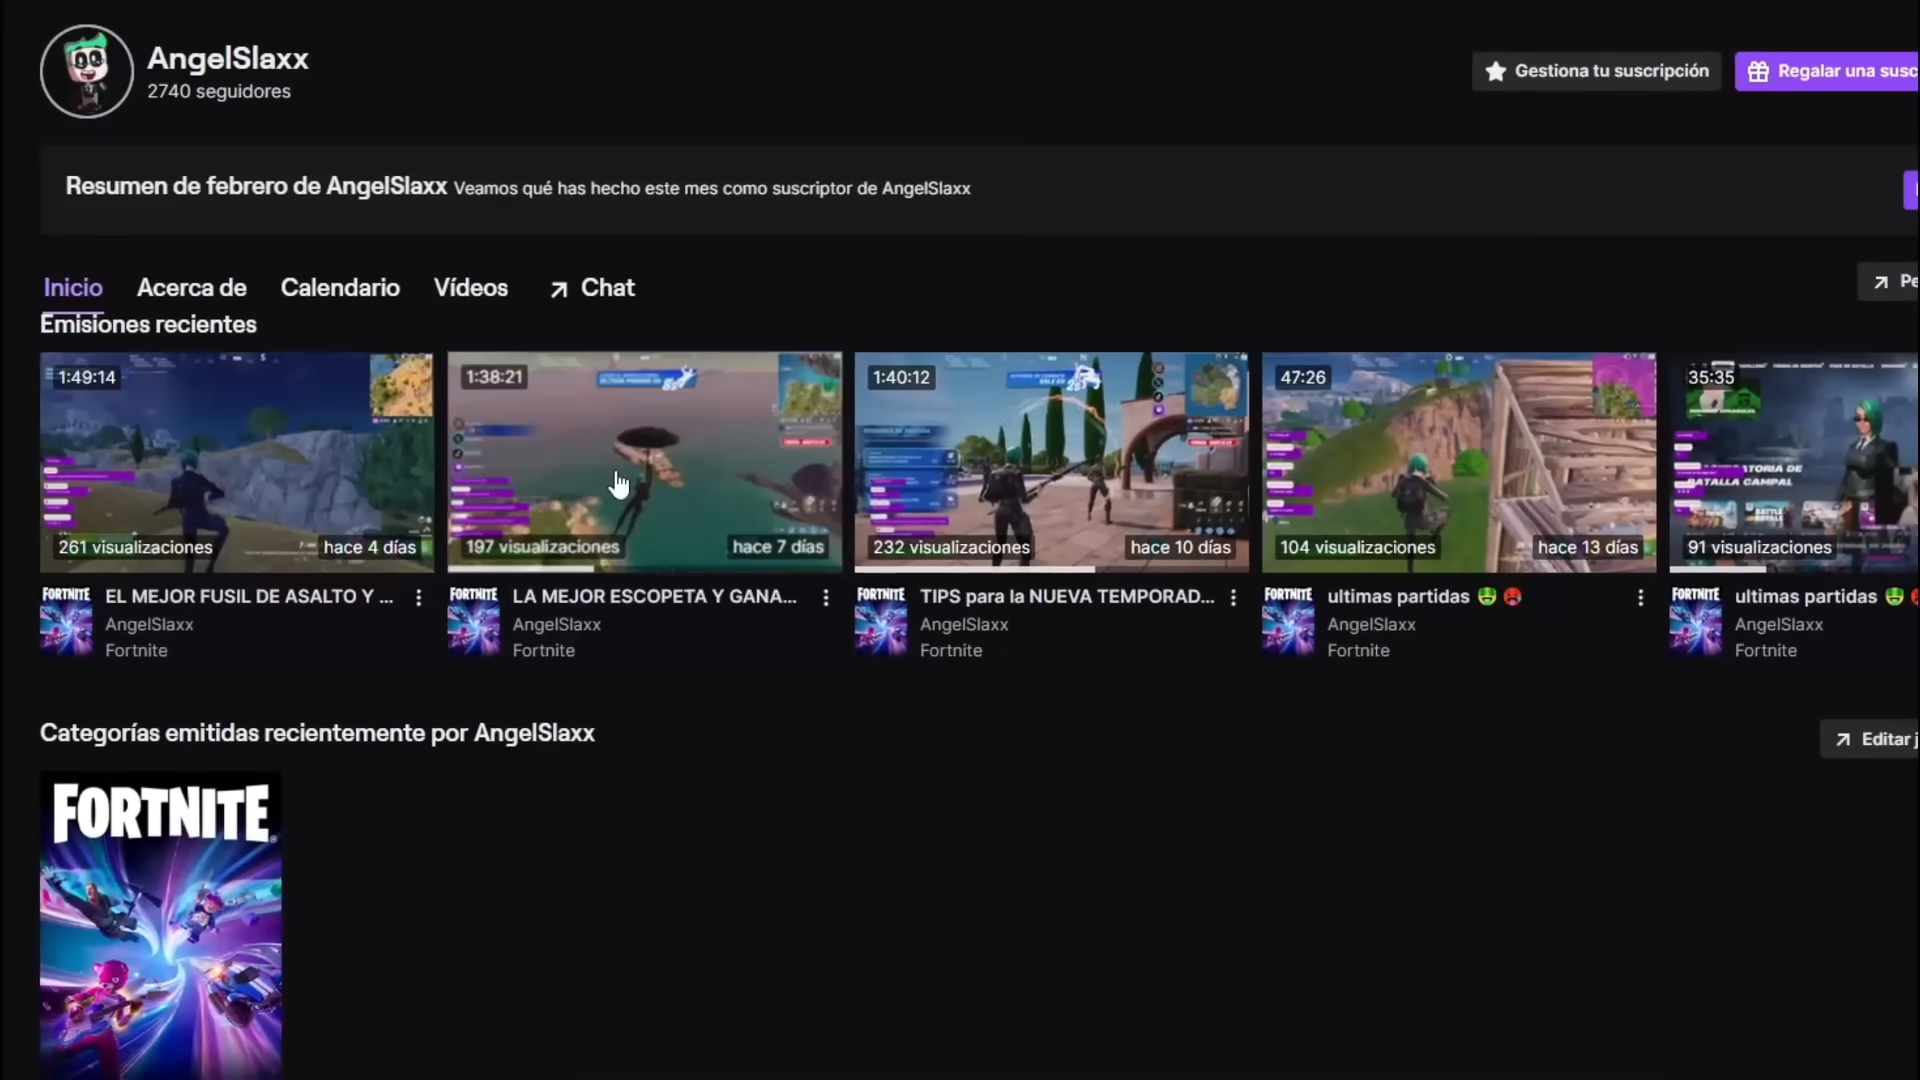 AngelSlaxx
2740 seguidores
Gestiona tu suscripción
Regalar una susc
Resumen de febrero de AngelSlaxx Veamos qué has hecho este mes como suscriptor de AngelSlaxx
Inicio Acerca de Calendario Vídeos Chat
Pe
Emisiones recientes
1:49:14
261 visualizaciones hace 4 días
1:38:21
197 visualizaciones hace 7 días
1:40:12
232 visualizaciones hace 10 días
47:26
104 visualizaciones hace 13 días
35:35
BATALLA CAMPAL
91 visualizaciones
FORTNITE
EL MEJOR FUSIL DE ASALTO Y ...
AngelSlaxx
Fortnite
FORTNITE
LA MEJOR ESCOPETA Y GANA...
AngelSlaxx
Fortnite
FORTNITE
TIPS para la NUEVA TEMPORAD...
AngelSlaxx
Fortnite
FORTNITE
ultimas partidas 🤑🥵
AngelSlaxx
Fortnite
FORTNITE
ultimas partidas 🤑
AngelSlaxx
Fortnite
Categorías emitidas recientemente por AngelSlaxx
Editar j
FORTNITE